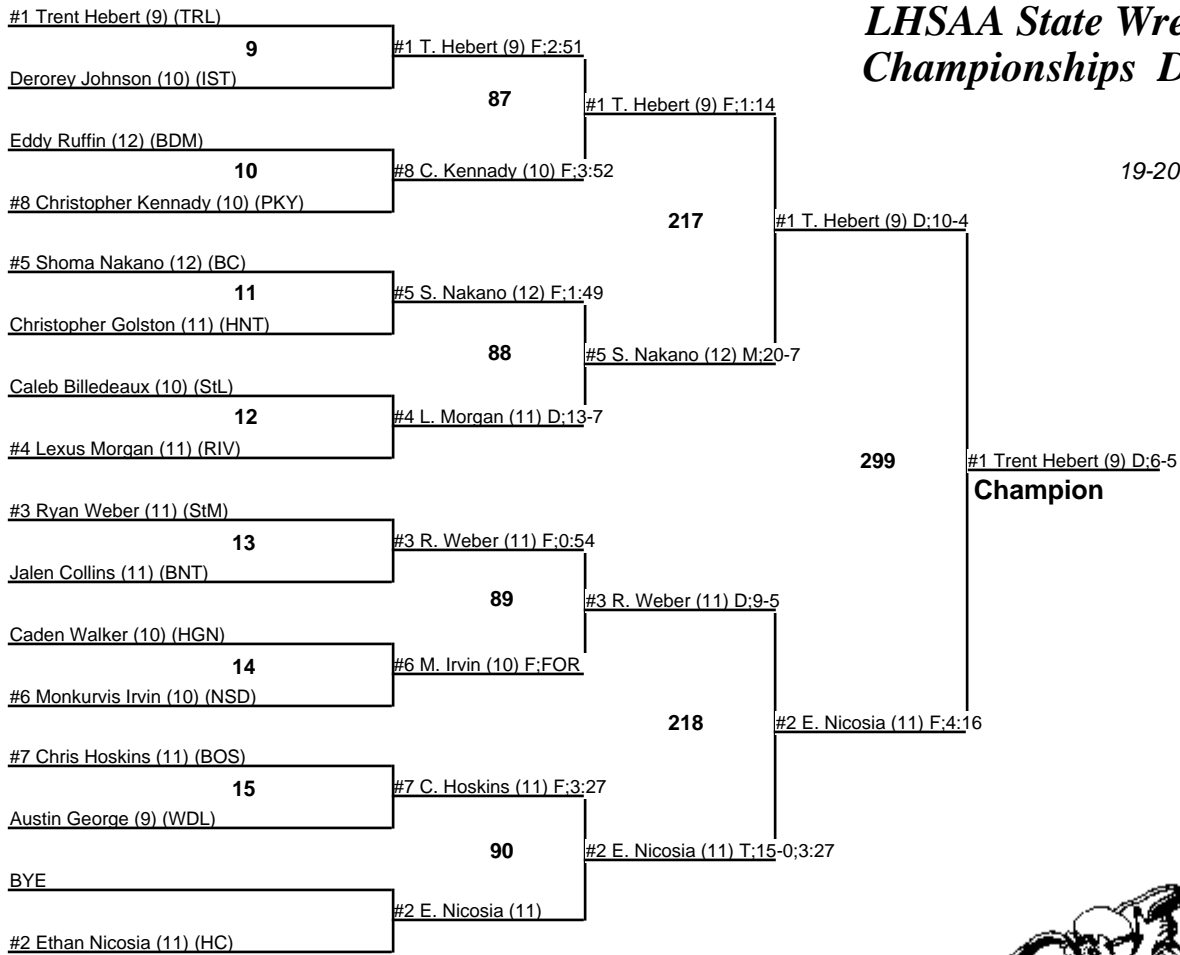 #1 Trent Hebert (9) (TRL)
9
Derorey Johnson (10) (IST)
Eddy Ruffin (12) (BDM)
10
#8 Christopher Kennady (10) (PKY)
#5 Shoma Nakano (12) (BC)
11
Christopher Golston (11) (HNT)
Caleb Billedeaux (10) (StL)
12
#4 Lexus Morgan (11) (RIV)
#3 Ryan Weber (11) (StM)
13
Jalen Collins (11) (BNT)
Caden Walker (10) (HGN)
14
#6 Monkurvis Irvin (10) (NSD)
#7 Chris Hoskins (11) (BOS)
15
Austin George (9) (WDL)
BYE
#2 Ethan Nicosia (11) (HC)
#1 T. Hebert (9) F;2:51
87
#8 C. Kennady (10) F;3:52
#5 S. Nakano (12) F;1:49
88
#4 L. Morgan (11) D;13-7
#3 R. Weber (11) F;0:54
89
#6 M. Irvin (10) F;FOR
#7 C. Hoskins (11) F;3:27
90
#2 E. Nicosia (11)
#1 T. Hebert (9) F;1:14
217
#5 S. Nakano (12) M;20-7
#3 R. Weber (11) D;9-5
218
#2 E. Nicosia (11) T;15-0;3:27
#1 T. Hebert (9) D;10-4
299
#2 E. Nicosia (11) F;4:16
#1 Trent Hebert (9) D;6-5
Champion
LHSAA State Wre
Championships D
19-20